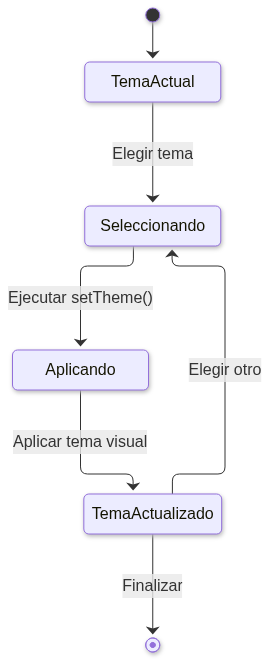 TemaActual
Elegir tema
Seleccionando
Ejecutar setTheme()
Aplicando
Elegir otro
Aplicar tema visual
TemaActualizado
Finalizar